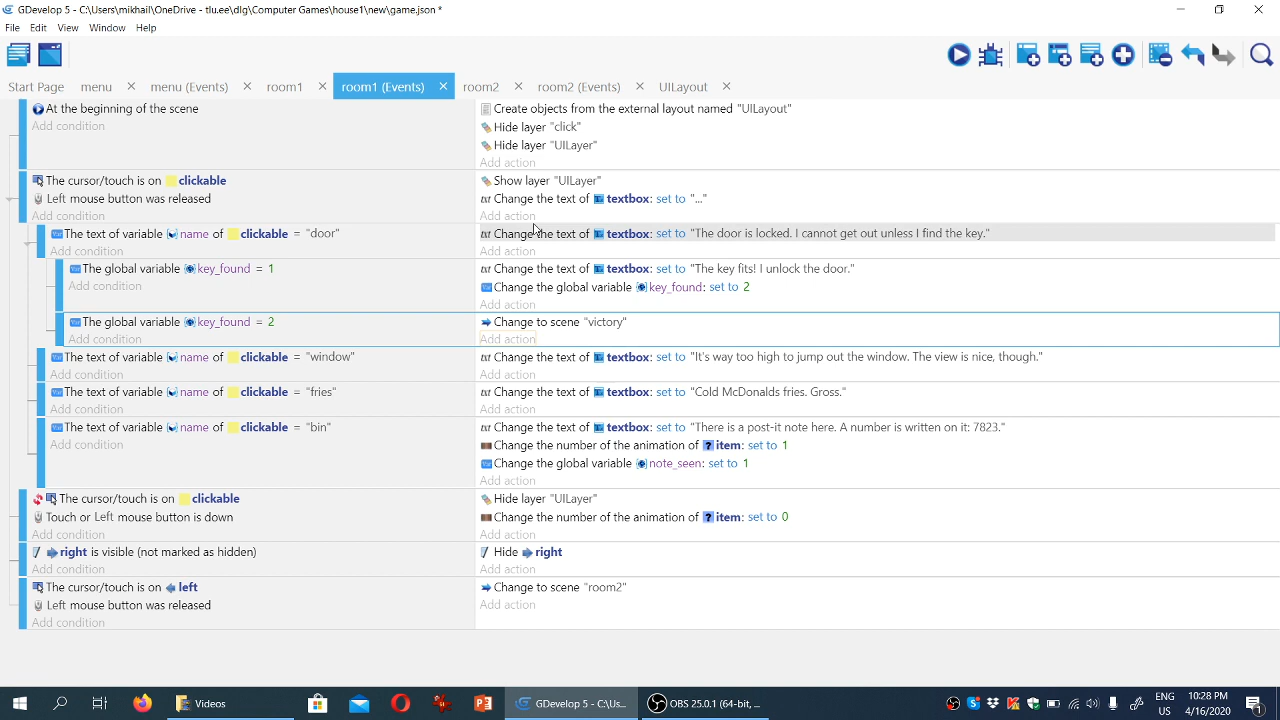 GDevelop 5 - C:\Users\mikhail\OneDrive - tlu.ee\dlg\Computer Games\house1\new\game.json *
File Edit View Window Help
Start Page menu menu (Events) room1 room1 (Events) room2 room2 (Events) UILayout
At the beginning of the scene
Add condition
Create objects from the external layout named "UILayout"
Hide layer "click"
Hide layer "UILayer"
Add action
The cursor/touch is on clickable
Left mouse button was released
Add condition
Show layer "UILayer"
Change the text of textbox: set to "..."
Add action
The text of variable name of clickable = "door"
Change the text of textbox: set to "The door is locked. I cannot get out unless I find the key."
Add action
The global variable key_found = 1
Add condition
Change the text of textbox: set to "The key fits! I unlock the door."
Change the global variable key_found: set to 2
Add action
The global variable key_found = 2
Add condition
Change to scene "victory"
Add action
The text of variable name of clickable = "window"
Add condition
Change the text of textbox: set to "It's way too high to jump out the window. The view is nice, though."
Add action
The text of variable name of clickable = "fries"
Add condition
Change the text of textbox: set to "Cold McDonalds fries. Gross."
Add action
The text of variable name of clickable = "bin"
Add condition
Change the text of textbox: set to "There is a post-it note here. A number is written on it: 7823."
Change the number of the animation of item: set to 1
Change the global variable note_seen: set to 1
Add action
The cursor/touch is on clickable
Touch or Left mouse button is down
Add condition
Hide layer "UILayer"
Change the number of the animation of item: set to 0
Add action
right is visible (not marked as hidden)
Add condition
Hide right
Add action
The cursor/touch is on left
Left mouse button was released
Add condition
Change to scene "room2"
Add action
Videos
GDevelop 5 - C:\Us...
OBS 25.0.1 (64-bit, ...
ENG
US
10:28 PM
4/16/2020